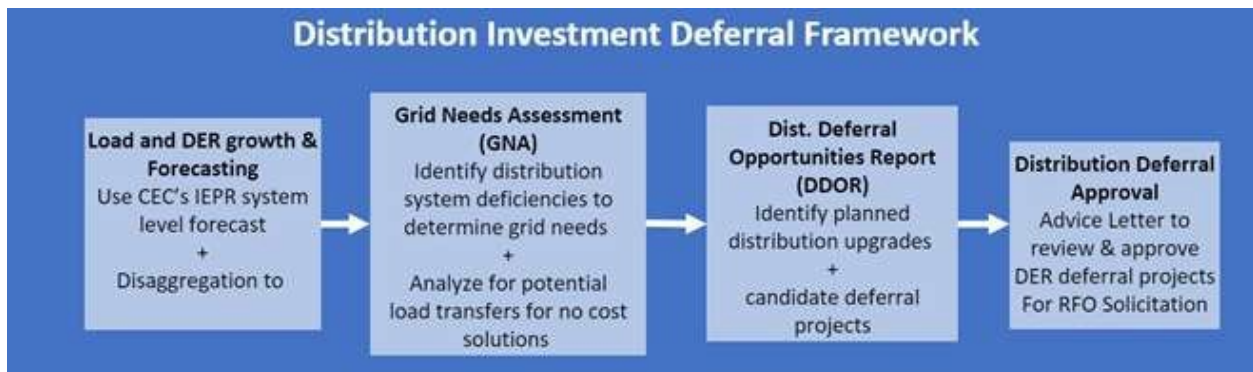 Distribution Investment Deferral Framework
Load and DER growth &
Forecasting
Use CEC's IEPR system
level forecast
+
Disaggregation to
Grid Needs Assessment
(GNA)
Identify distribution
system deficiencies to
determine grid needs
+
Analyze for potential
load transfers for no cost
solutions
Dist. Deferral
Opportunities Report
(DDOR)
Identify planned
distribution upgrades
+
candidate deferral
projects
Distribution Deferral
Approval
Advice Letter to
review & approve
DER deferral projects
For RFO Solicitation